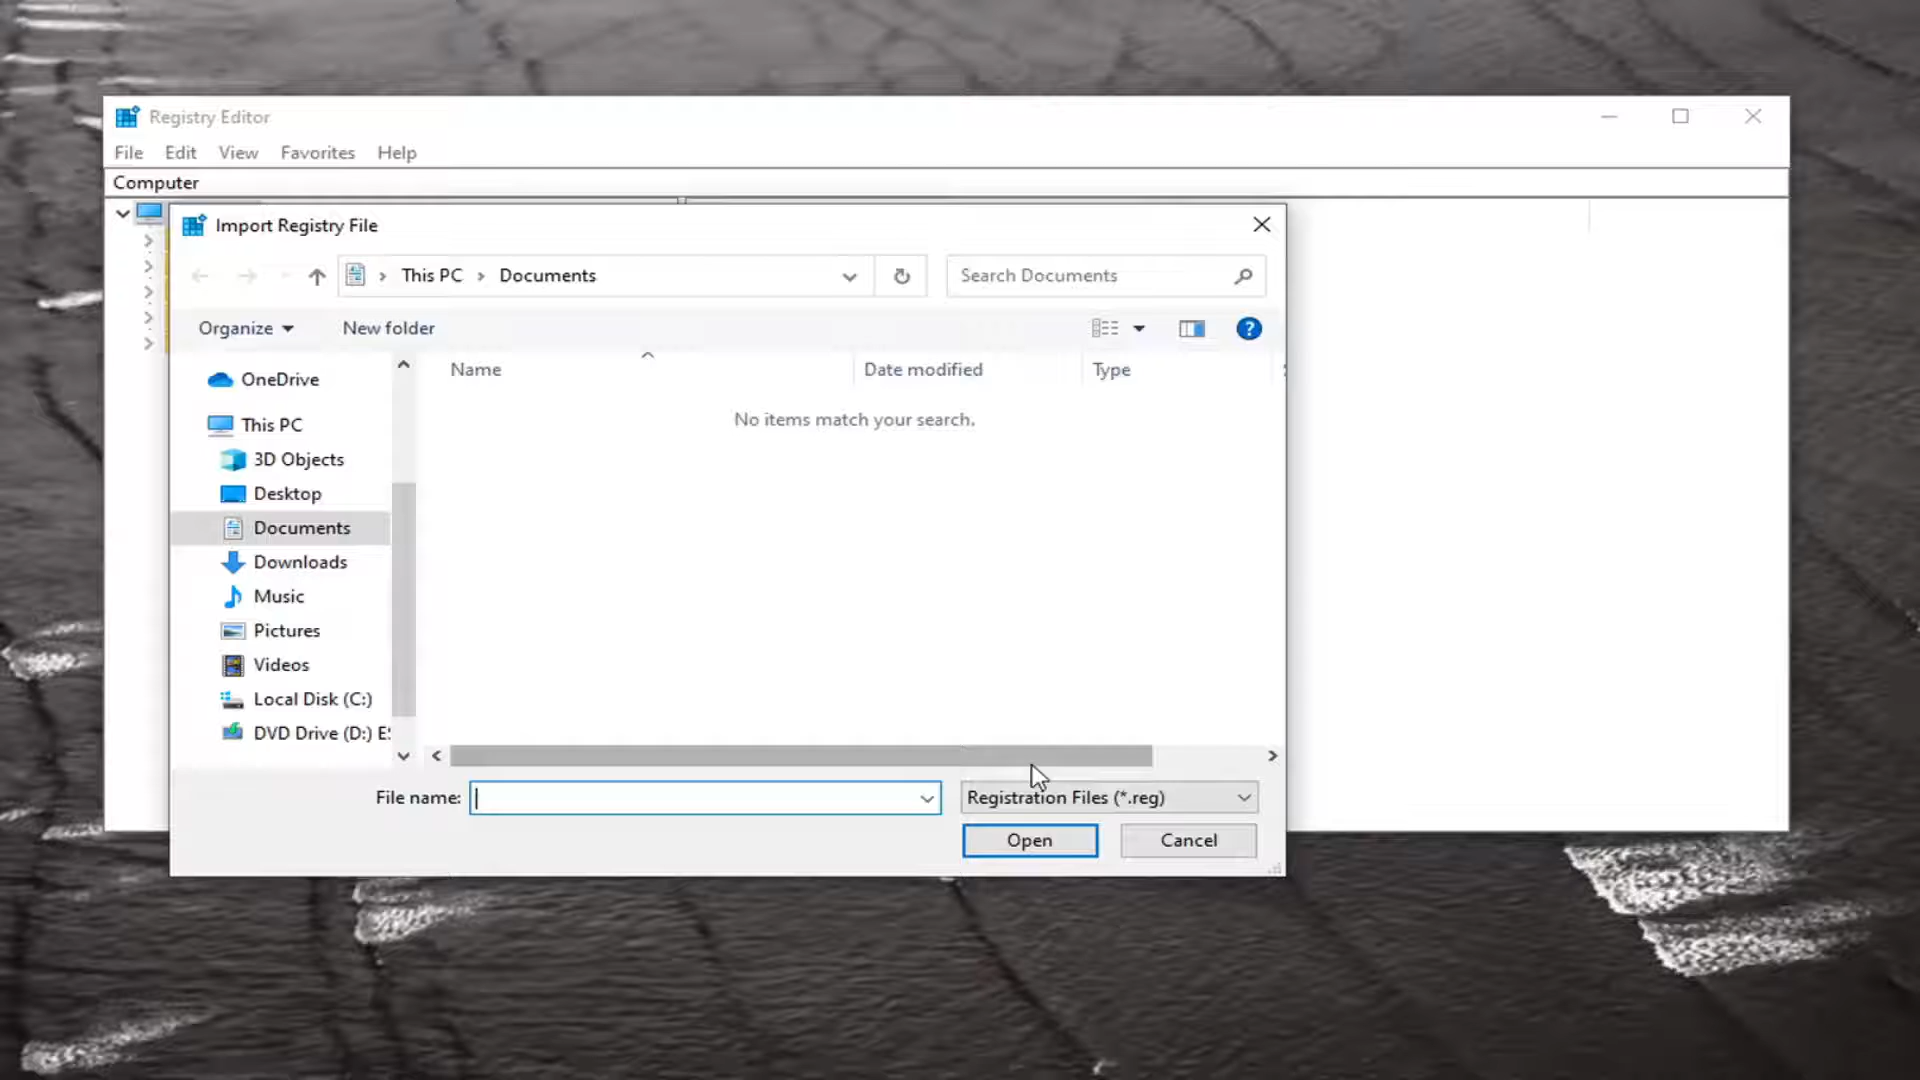 Registry Editor
File Edit View Favorites Help
Computer
Import Registry File
This PC Documents
Search Documents
Organize New folder
Name Date modified Type
No items match your search.
OneDrive
This PC
3D Objects
Desktop
Documents
Downloads
Music
Pictures
Videos
Local Disk (C:)
DVD Drive (D:)
File name:
Registration Files (*.reg)
Open Cancel